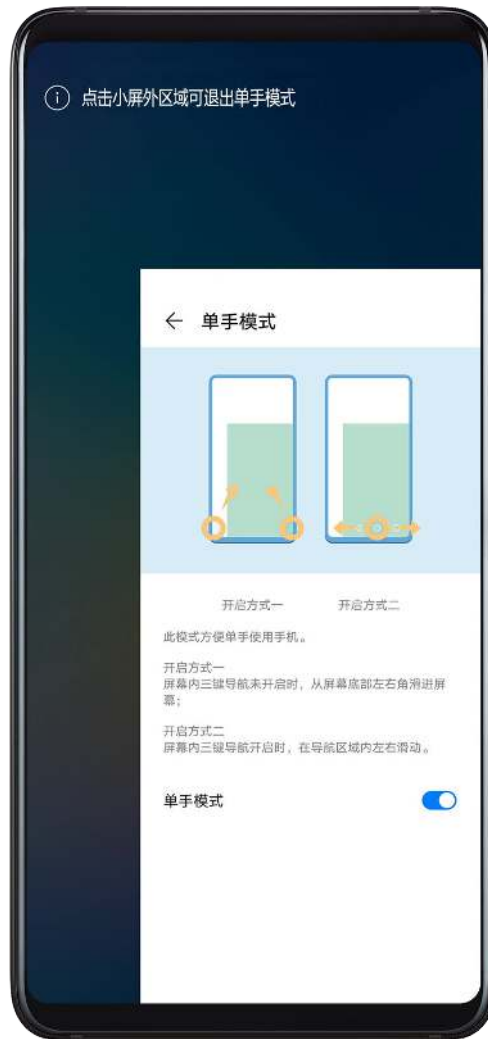 点击小屏外区域可退出单手模式
单手模式
开启方式一 开启方式二
此模式方便单手使用手机。
开启方式一
屏幕内三键导航未开启时，从屏幕底部左右角滑进屏
幕；
开启方式二
屏幕内三键导航开启时，在导航区域内左右滑动。
单手模式